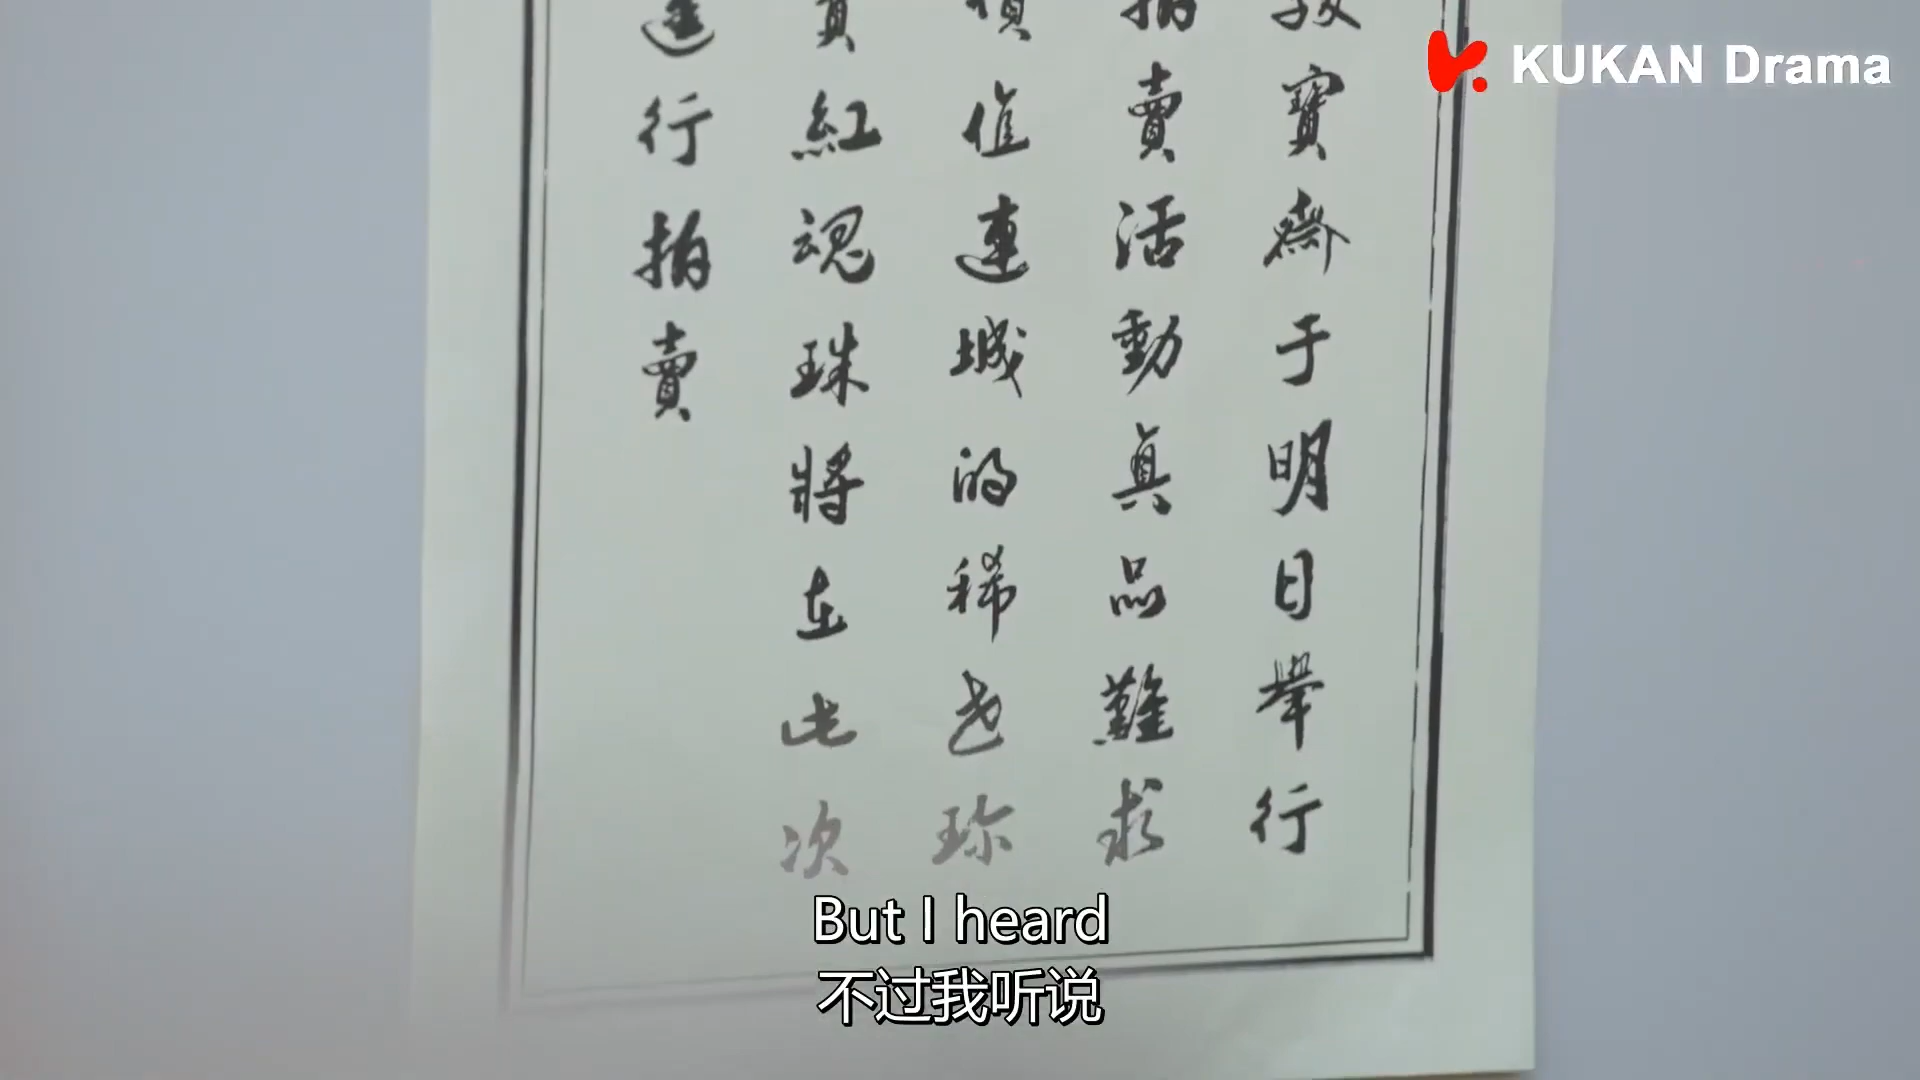 寶齋于明日舉行
拍賣活動真品難求
值連城的稀世珍
紅魂珠將在此次
進行拍賣
KUKAN Drama
But I heard
不过我听说